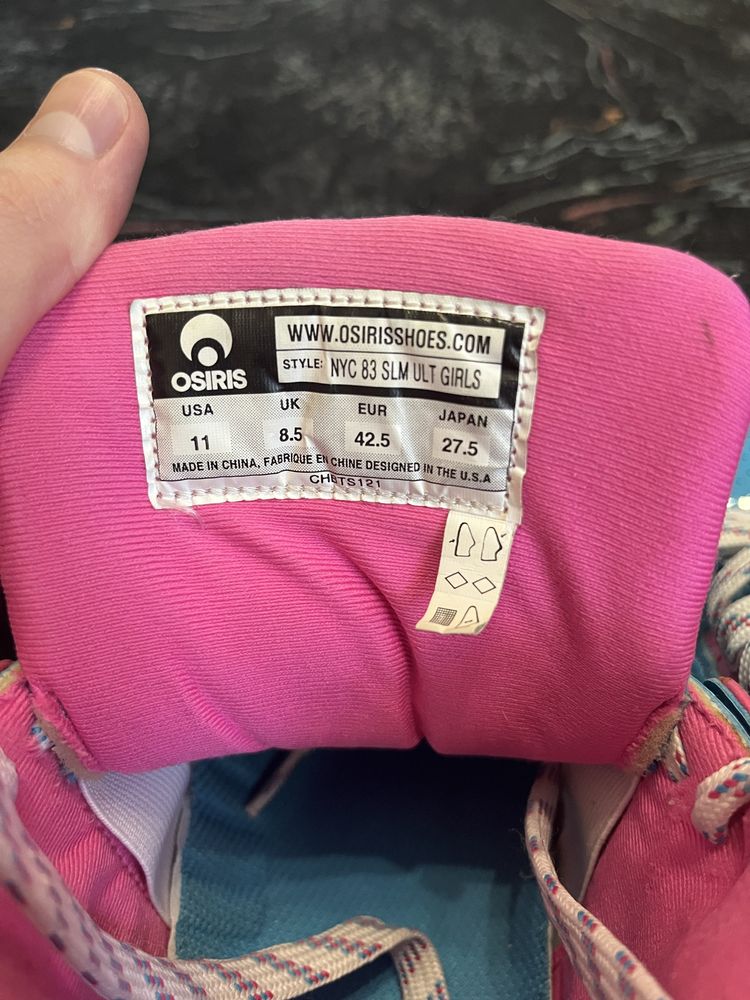 WWW.OSIRISSHOES.COM
OSIRIS
STYLE: NYC 83 SLM ULT GIRLS
USA UK EUR JAPAN
11 8.5 42.5 27.5
MADE IN CHINA, FABRIQUE EN CHINE DESIGNED IN THE U.S.A
CHBTS121